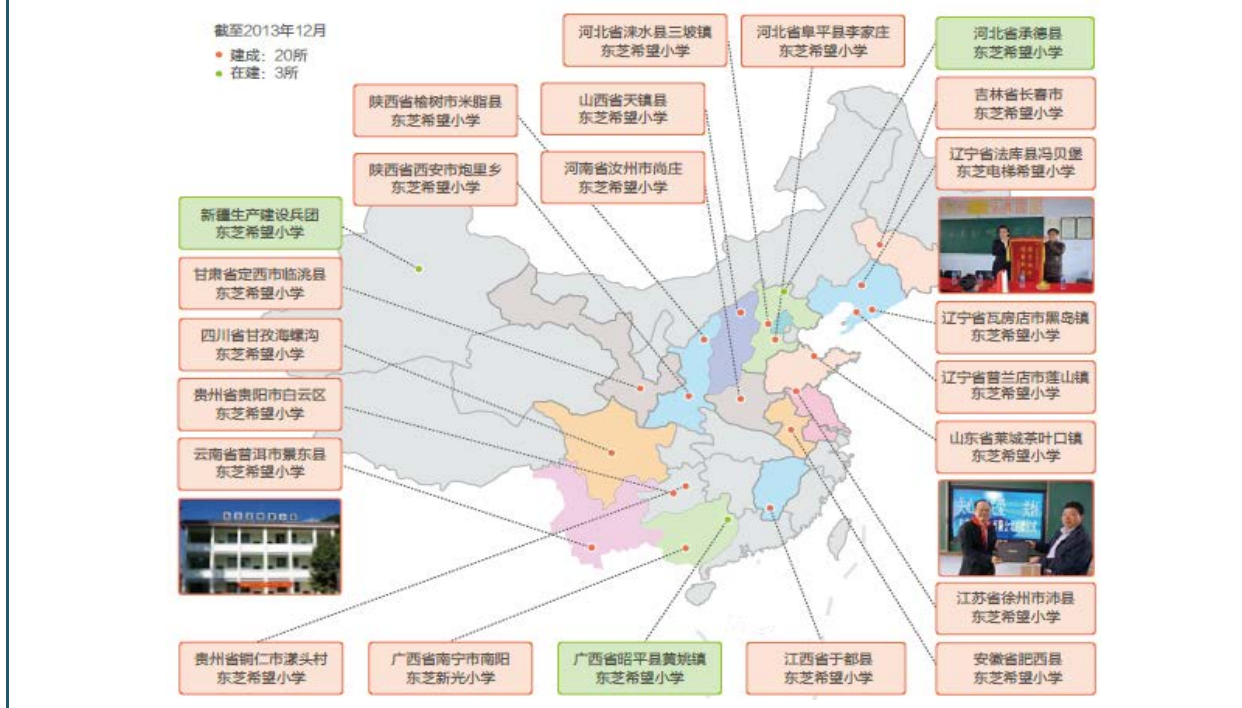 截至2013年12月
建成：20所
在建：3所
河北省涞水县三坡镇
东芝希望小学
河北省阜平县李家庄
东芝希望小学
河北省承德县
东芝希望小学
陕西省榆树市米脂县
东芝希望小学
山西省天镇县
东芝希望小学
吉林省长春市
东芝希望小学
陕西省西安市炮里乡
东芝希望小学
河南省汝州市尚庄
东芝希望小学
辽宁省法库县冯贝堡
东芝电梯希望小学
新疆生产建设兵团
东芝希望小学
甘肃省定西市临洮县
东芝希望小学
四川省甘孜海螺沟
东芝希望小学
贵州省贵阳市白云区
东芝希望小学
云南省普洱市景东县
东芝希望小学
辽宁省瓦房店市黑岛镇
东芝希望小学
辽宁省普兰店市莲山镇
东芝希望小学
山东省莱城茶叶口镇
东芝希望小学
江苏省徐州市沛县
东芝希望小学
贵州省铜仁市漾头村
东芝希望小学
广西省南宁市南阳
东芝新光小学
广西省昭平县黄姚镇
东芝希望小学
江西省于都县
东芝希望小学
安徽省肥西县
东芝希望小学